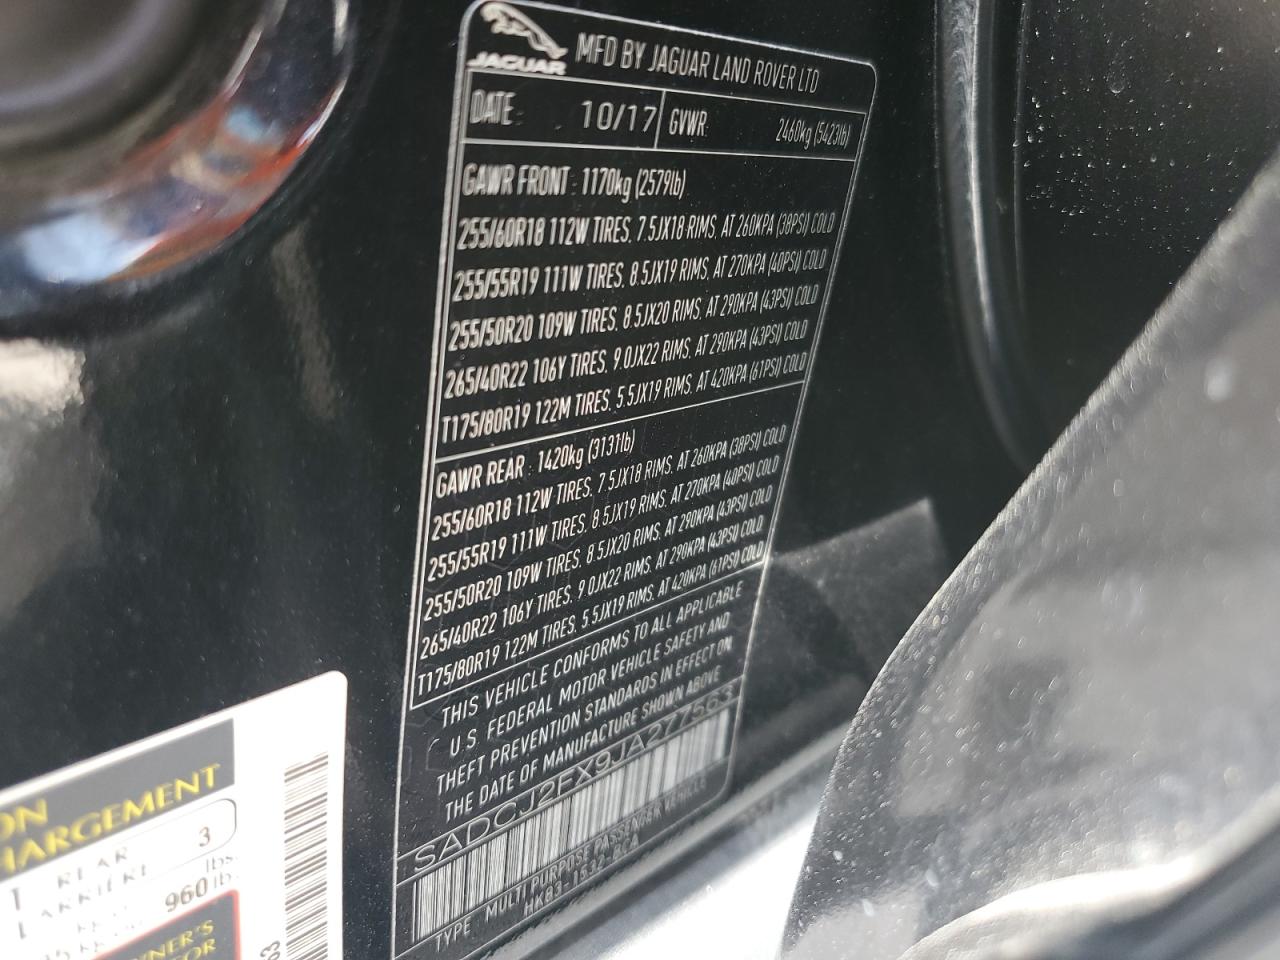 JAGUAR
MFD BY JAGUAR LAND ROVER LTD
DATE: 10/17 GVWR: 2460kg (5423lb)
GAWR FRONT : 1170kg (2579lb)
255/60R18 112W TIRES, 7.5JX18 RIMS, AT 260KPA (38PSI) COLD
255/55R19 111W TIRES, 8.5JX19 RIMS, AT 270KPA (40PSI) COLD
255/50R20 109W TIRES, 8.5JX20 RIMS, AT 290KPA (43PSI) COLD
265/40R22 106Y TIRES, 9.0JX22 RIMS, AT 290KPA (43PSI) COLD
T175/80R19 122M TIRES, 5.5JX19 RIMS, AT 420KPA (61PSI) COLD
GAWR REAR : 1420kg (3131lb)
255/60R18 112W TIRES, 7.5JX18 RIMS, AT 260KPA (38PSI) COLD
255/55R19 111W TIRES, 8.5JX19 RIMS, AT 270KPA (40PSI) COLD
255/50R20 109W TIRES, 8.5JX20 RIMS, AT 290KPA (43PSI) COLD
265/40R22 106Y TIRES, 9.0JX22 RIMS, AT 290KPA (43PSI) COLD
T175/80R19 122M TIRES, 5.5JX19 RIMS, AT 420KPA (61PSI) COLD
THIS VEHICLE CONFORMS TO ALL APPLICABLE
U.S. FEDERAL MOTOR VEHICLE SAFETY AND
THEFT PREVENTION STANDARDS IN EFFECT ON
THE DATE OF MANUFACTURE SHOWN ABOVE
SADCJ2FX9JA277563
TYPE MULTI PURPOSE PASSENGER VEHICLE
HK83-1532-BCA
ON
HARGEMENT
REAR 3
ARRIÈRE
960 lbs.
WNER'S
OR
63